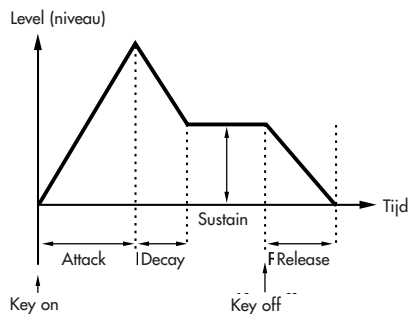 Level (niveau)
Tijd
Sustain
Attack
Decay
F Release
Key on
Key off